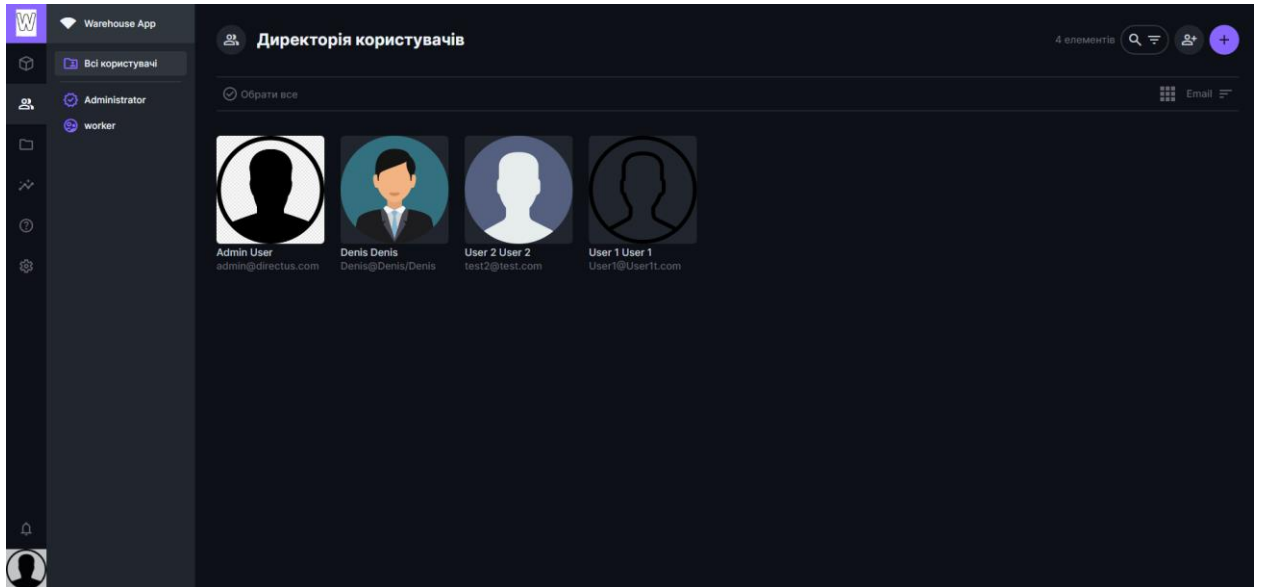 W
Warehouse App
Всі користувачі
Administrator
worker
Директорія користувачів
4 елементів
Обрати все
Email
Admin User
admin@directus.com
Denis Denis
Denis@Denis/Denis
User 2 User 2
test2@test.com
User 1 User 1
User1@User1t.com